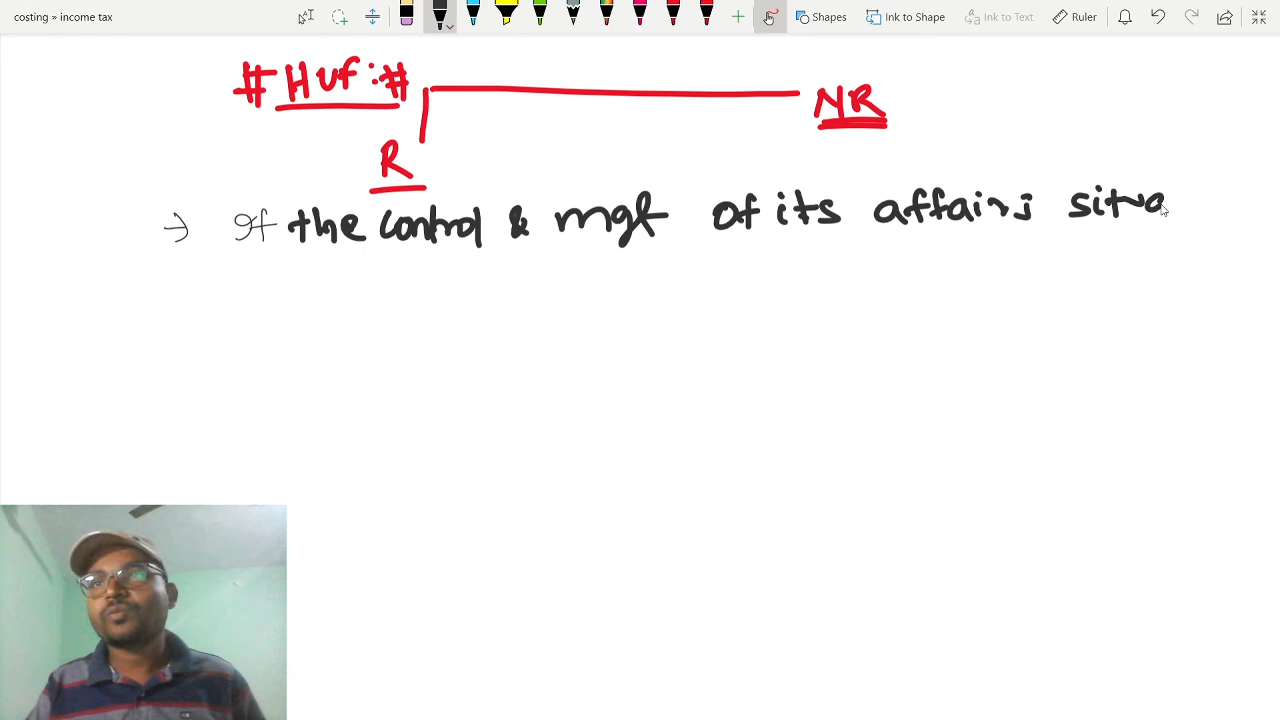 costing » income tax
Shapes
Ink to Shape
Ink to Text
Ruler
# HUF:#
NR
R
→ If the control & mgt of its affairs situa